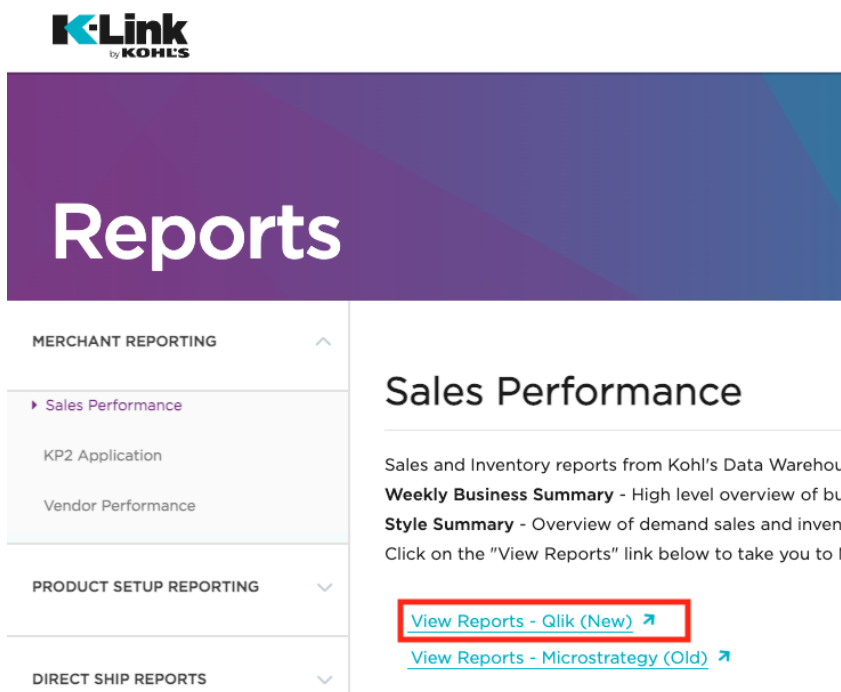 K-Link
by KOHL'S
Reports
MERCHANT REPORTING
Sales Performance
KP2 Application
Vendor Performance
PRODUCT SETUP REPORTING
DIRECT SHIP REPORTS
Sales Performance
Sales and Inventory reports from Kohl's Data
Weekly Business Summary - High level overview of
Style Summary - Overview of demand sales and
Click on the "View Reports" link below to take you to
View Reports - Qlik (New)
View Reports - Microstrategy (Old)